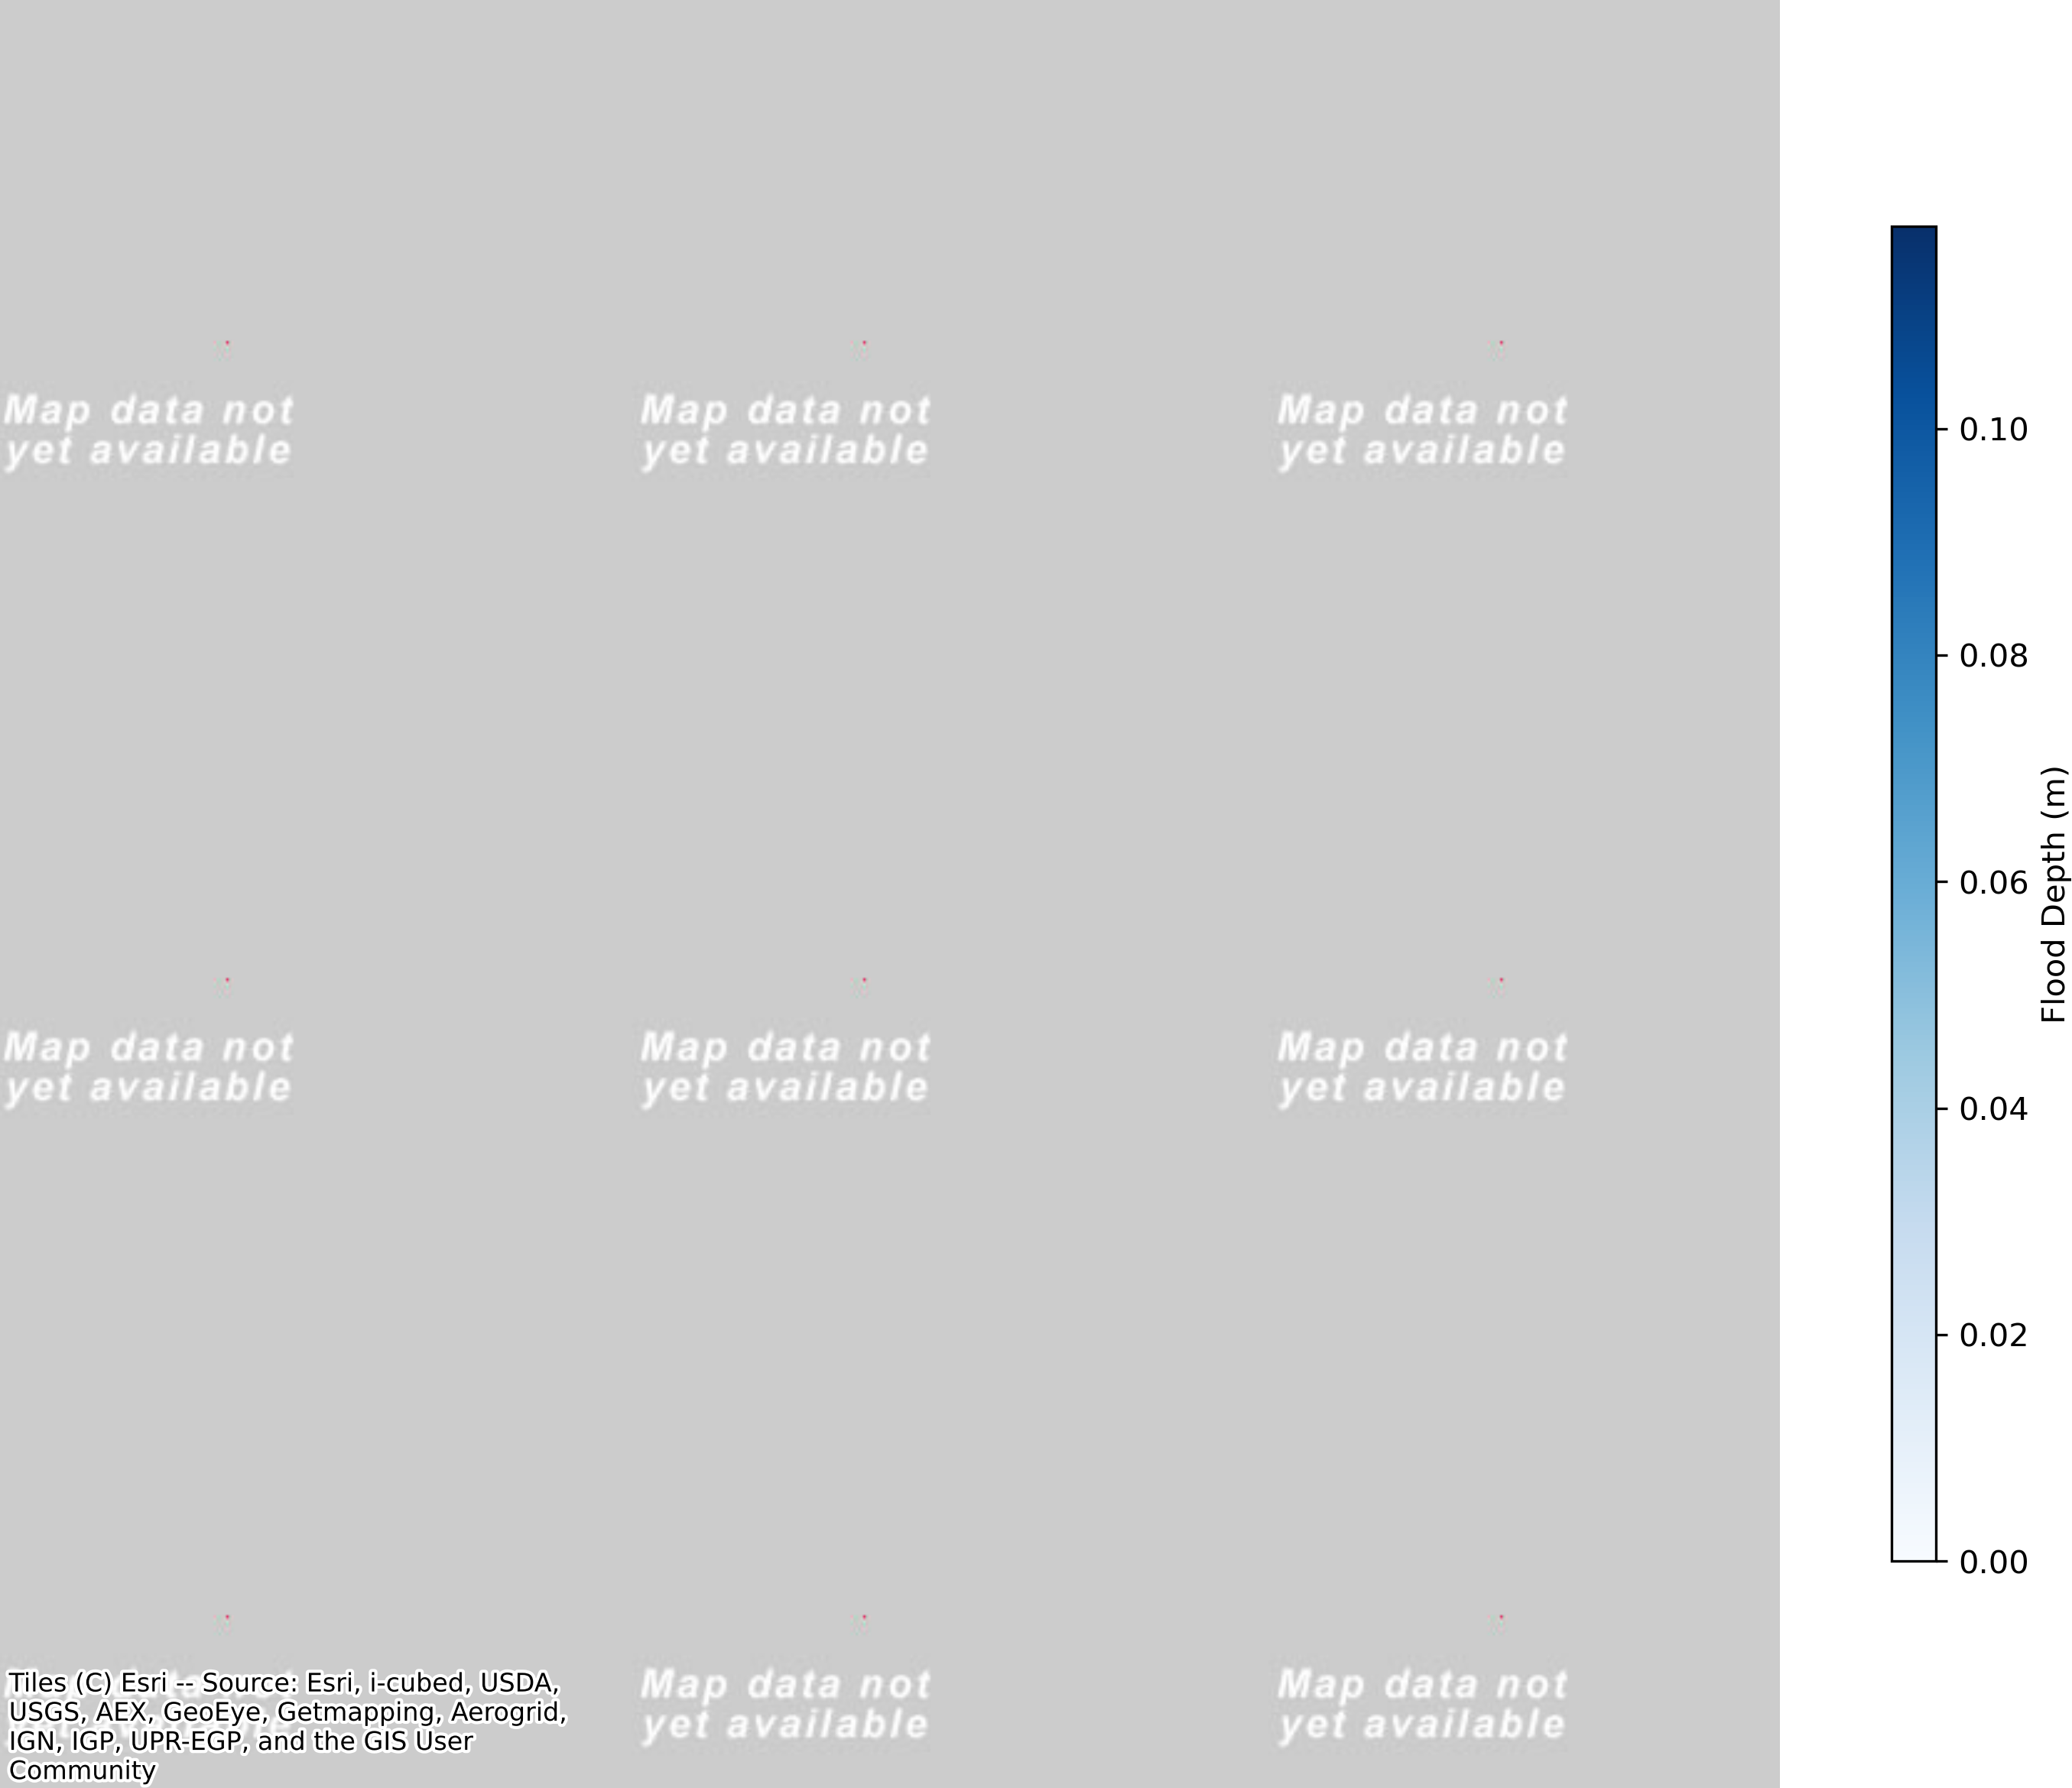 Map data not
yet available
Map data not
yet available
Map data not
yet available
Map data not
yet available
Map data not
yet available
Map data not
yet available
Tiles (C) Esri -- Source: Esri, i-cubed, USDA,
USGS, AEX, GeoEye, Getmapping, Aerogrid,
IGN, IGP, UPR-EGP, and the GIS User
Community
Map data not
yet available
Map data not
yet available
0.10
0.08
0.06
0.04
0.02
0.00
Flood Depth (m)